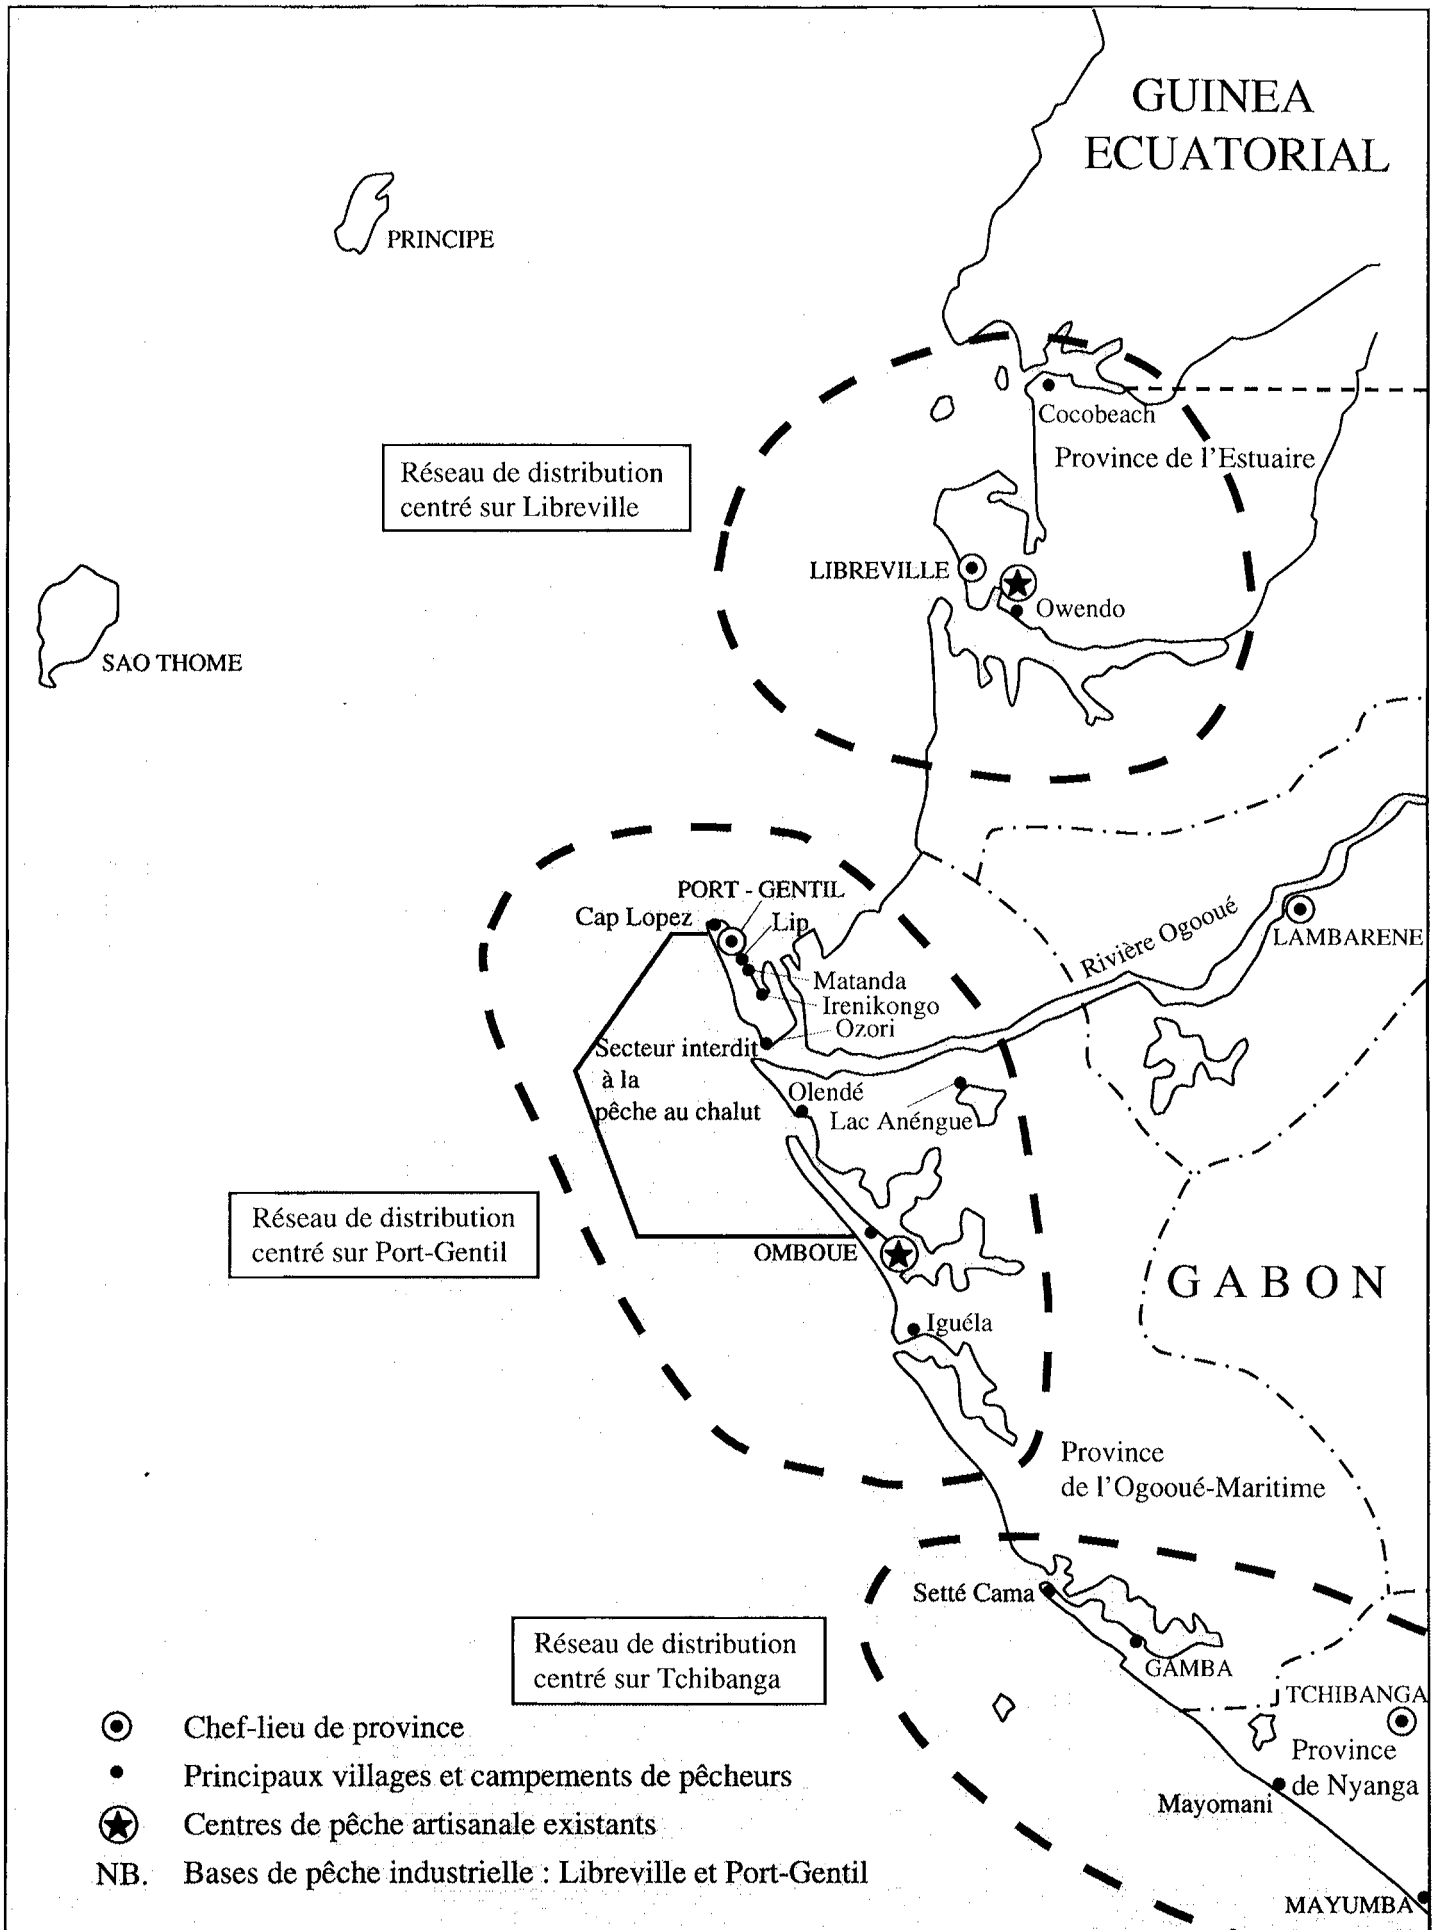 GUINEA
ECUATORIAL
PRINCIPE
Cocobeach
Province de l'Estuaire
Réseau de distribution
centré sur Libreville
LIBREVILLE
Owendo
SAO THOME
PORT - GENTIL
Cap Lopez
Lip
Rivière Ogooué
LAMBARENE
Matanda
Irenikongo
Ozori
Secteur interdit
à la
pêche au chalut
Olendé
Lac Anéngue
Réseau de distribution
centré sur Port-Gentil
OMBOUE
GABON
Iguéla
Province
de l'Ogooué-Maritime
Setté Cama
Réseau de distribution
centré sur Tchibanga
GAMBA
TCHIBANGA
Province
de Nyanga
Mayomani
MAYUMBA
Chef-lieu de province
Principaux villages et campements de pêcheurs
Centres de pêche artisanale existants
NB. Bases de pêche industrielle : Libreville et Port-Gentil